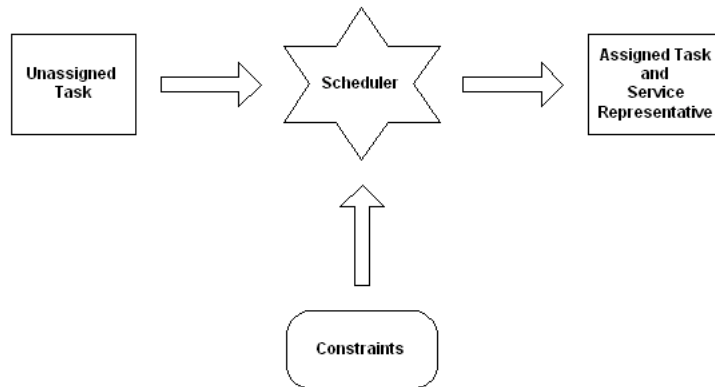 Unassigned
Task
Scheduler
Assigned Task
and
Service
Representative
Constraints